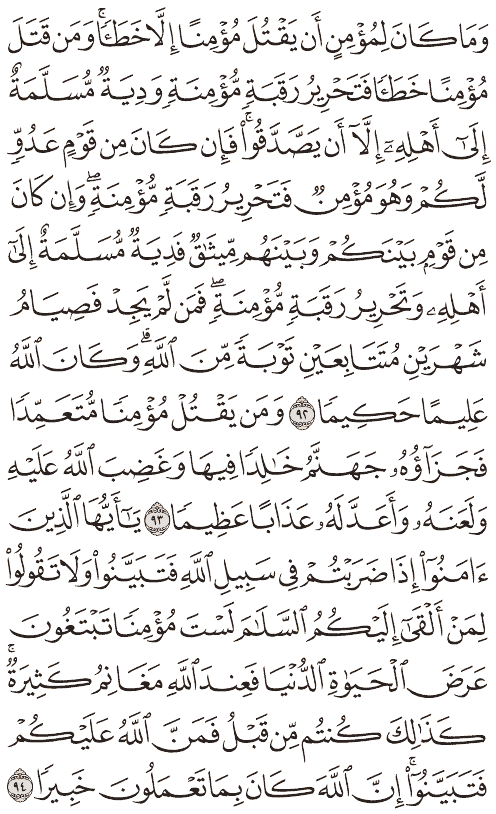 وَمَا كَانَ لِمُؤْمِنٍ أَن يَقْتُلَ مُؤْمِنًا إِلَّا خَطَـًٔا ۚ وَمَن قَتَلَ
مُؤْمِنًا خَطَـًٔا فَتَحْرِيرُ رَقَبَةٍ مُّؤْمِنَةٍ وَدِيَةٌ مُّسَلَّمَةٌ
إِلَىٰٓ أَهْلِهِۦٓ إِلَّآ أَن يَصَّدَّقُوا۟ ۚ فَإِن كَانَ مِن قَوْمٍ عَدُوٍّ
لَّكُمْ وَهُوَ مُؤْمِنٌ فَتَحْرِيرُ رَقَبَةٍ مُّؤْمِنَةٍ ۖ وَإِن كَانَ
مِن قَوْمٍۭ بَيْنَكُمْ وَبَيْنَهُم مِّيثَٰقٌ فَدِيَةٌ مُّسَلَّمَةٌ إِلَىٰٓ
أَهْلِهِۦ وَتَحْرِيرُ رَقَبَةٍ مُّؤْمِنَةٍ ۖ فَمَن لَّمْ يَجِدْ فَصِيَامُ
شَهْرَيْنِ مُتَتَابِعَيْنِ تَوْبَةً مِّنَ ٱللَّهِ ۗ وَكَانَ ٱللَّهُ
عَلِيمًا حَكِيمًا ٩٢ وَمَن يَقْتُلْ مُؤْمِنًا مُّتَعَمِّدًا
فَجَزَآؤُهُۥ جَهَنَّمُ خَٰلِدًا فِيهَا وَغَضِبَ ٱللَّهُ عَلَيْهِ
وَلَعَنَهُۥ وَأَعَدَّ لَهُۥ عَذَابًا عَظِيمًا ٩٣ يَٰٓأَيُّهَا ٱلَّذِينَ
ءَامَنُوٓا۟ إِذَا ضَرَبْتُمْ فِى سَبِيلِ ٱللَّهِ فَتَبَيَّنُوا۟ وَلَا تَقُولُوا۟
لِمَنْ أَلْقَىٰٓ إِلَيْكُمُ ٱلسَّلَٰمَ لَسْتَ مُؤْمِنًا تَبْتَغُونَ
عَرَضَ ٱلْحَيَوٰةِ ٱلدُّنْيَا فَعِندَ ٱللَّهِ مَغَانِمُ كَثِيرَةٌ ۚ
كَذَٰلِكَ كُنتُم مِّن قَبْلُ فَمَنَّ ٱللَّهُ عَلَيْكُمْ
فَتَبَيَّنُوٓا۟ ۚ إِنَّ ٱللَّهَ كَانَ بِمَا تَعْمَلُونَ خَبِيرًا ٩٤